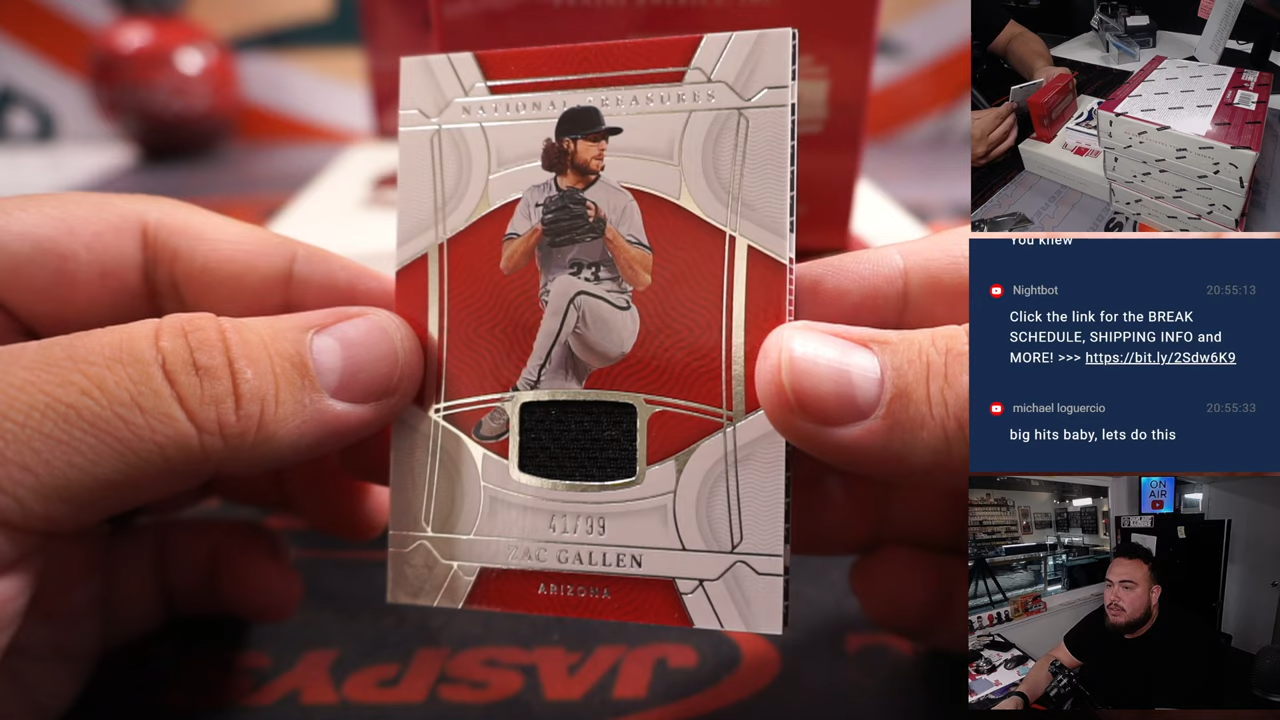 NATIONAL TREASURES
23
41/99
ZAC GALLEN
ARIZONA
JASPY'S
You knew
Nightbot 20:55:13
Click the link for the BREAK
SCHEDULE, SHIPPING INFO and
MORE! >>> https://bit.ly/2Sdw6K9
michael loguercio 20:55:33
big hits baby, lets do this
ON
AIR